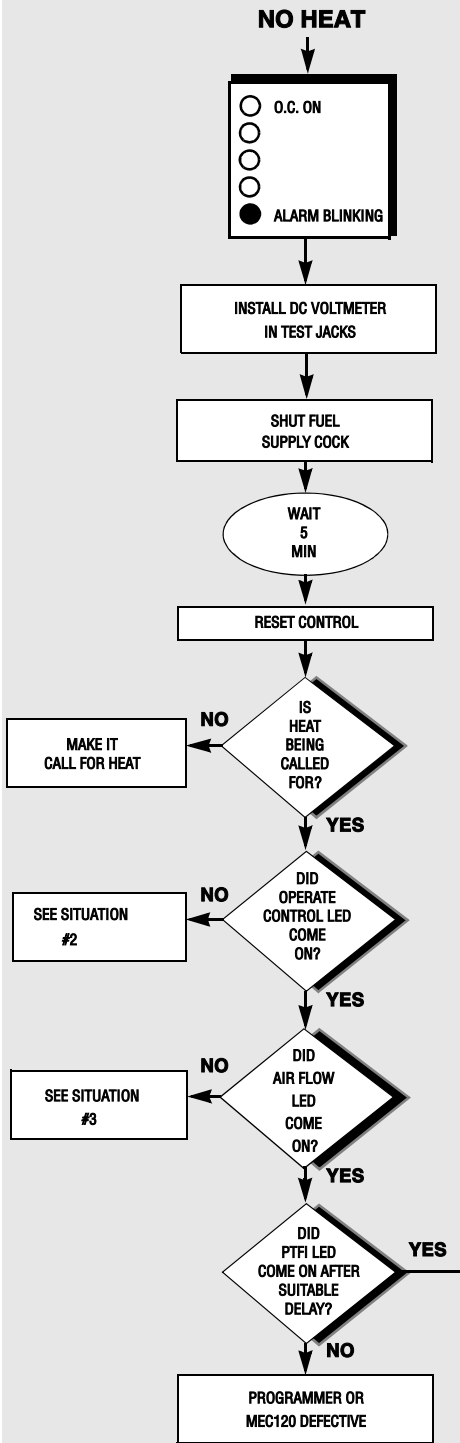 NO HEAT
O.C. ON
ALARM BLINKING
INSTALL DC VOLTMETER
IN TEST JACKS
SHUT FUEL
SUPPLY COCK
WAIT
5
MIN
RESET CONTROL
IS
HEAT
BEING
CALLED
FOR?
NO
MAKE IT
CALL FOR HEAT
YES
DID
OPERATE
CONTROL LED
COME
ON?
NO
SEE SITUATION
#2
YES
DID
AIR FLOW
LED
COME
ON?
NO
SEE SITUATION
#3
YES
DID
PTFI LED
COME ON AFTER
SUITABLE
DELAY?
YES
NO
PROGRAMMER OR
MEC120 DEFECTIVE